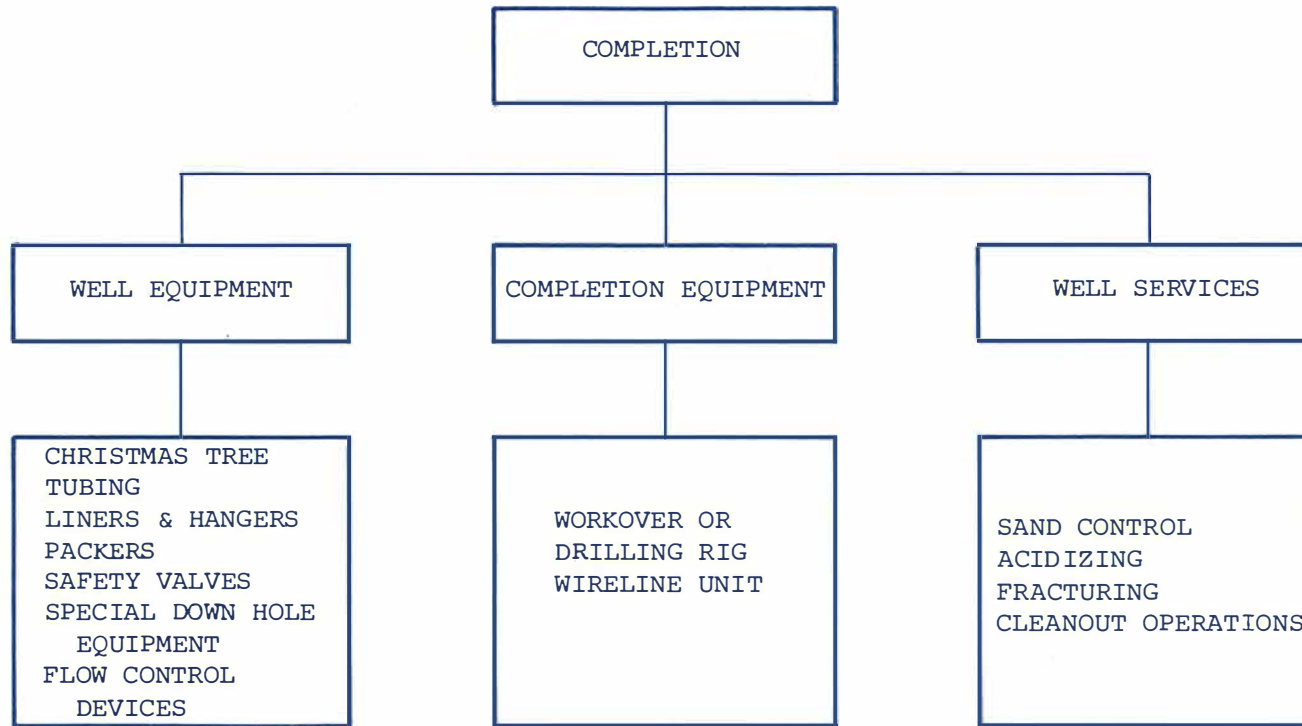 COMPLETION
WELL EQUIPMENT
COMPLETION EQUIPMENT
WELL SERVICES
CHRISTMAS TREE
TUBING
LINERS & HANGERS
PACKERS
SAFETY VALVES
SPECIAL DOWN HOLE
EQUIPMENT
FLOW CONTROL
DEVICES
WORKOVER OR
DRILLING RIG
WIRELINE UNIT
SAND CONTROL
ACIDIZING
FRACTURING
CLEANOUT OPERATIONS